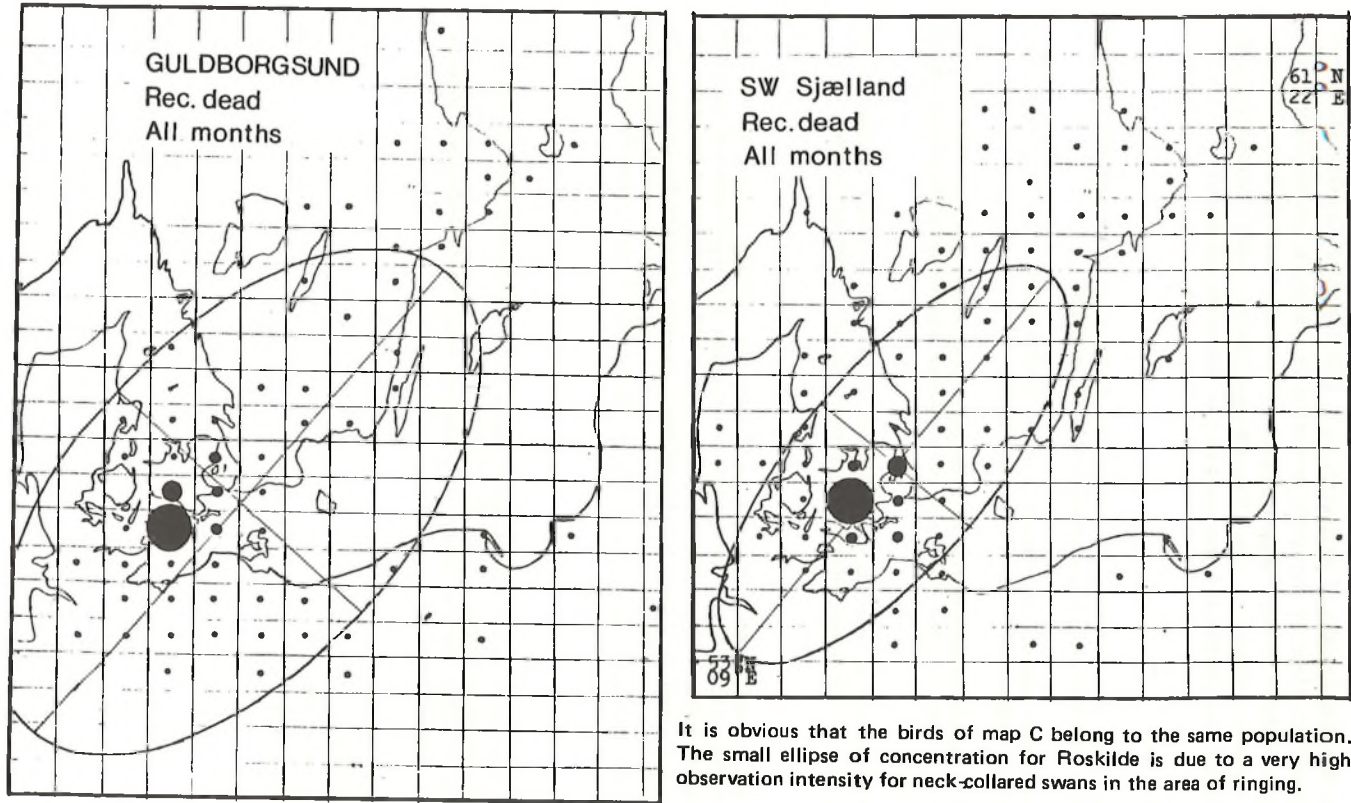 GULDBORGSUND
Rec. dead
All months
SW Sjælland
Rec. dead
All months
61 N
22 E
53
09 E
It is obvious that the birds of map C belong to the same population.
The small ellipse of concentration for Roskilde is due to a very high
observation intensity for neck-collared swans in the area of ringing.